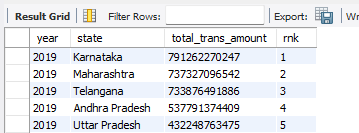 Result Grid Filter Rows: Export: Wr
year state total_trans_amount rnk
2019 Karnataka 791262270247 1
2019 Maharashtra 737327096542 2
2019 Telangana 733876491886 3
2019 Andhra Pradesh 537791374409 4
2019 Uttar Pradesh 432248763475 5